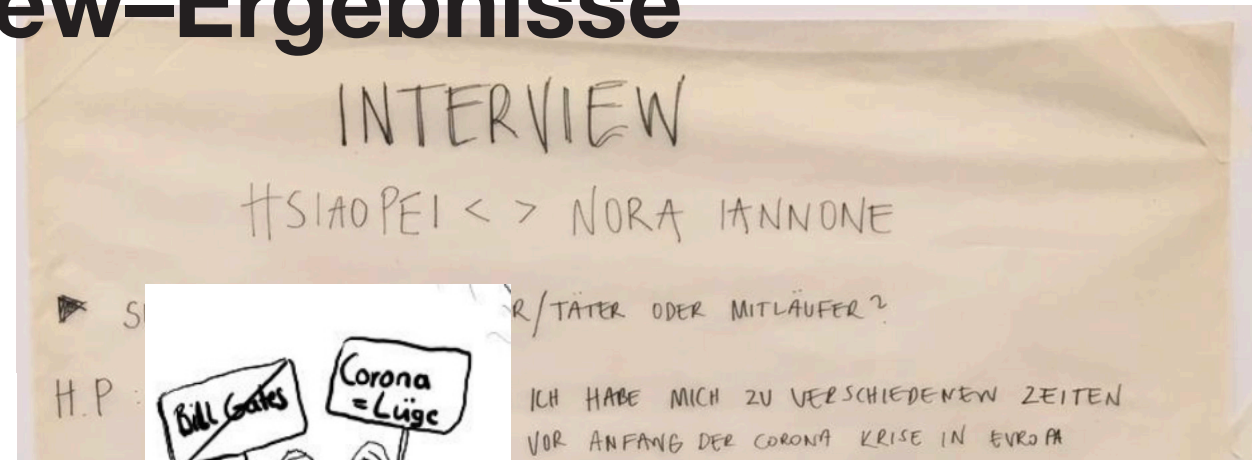 ew–Ergebnisse
INTERVIEW
HSIAOPEI < > NORA IANNONE
R/TÄTER ODER MITLÄUFER?
H.P: ICH HABE MICH ZU VERSCHIEDENEN ZEITEN
VOR ANFANG DER CORONA KRISE IN EUROPA
Bill Gates
Corona
=Lüge